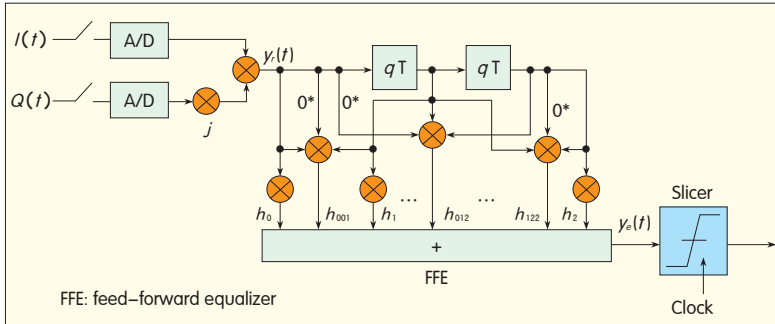 I(t)
A/D
y_r(t)
qT
qT
Q(t)
A/D
j
0*
0*
0*
h_0
h_001
h_1
...
h_012
...
h_122
h_2
+
FFE
y_e(t)
Slicer
Clock
FFE: feed-forward equalizer